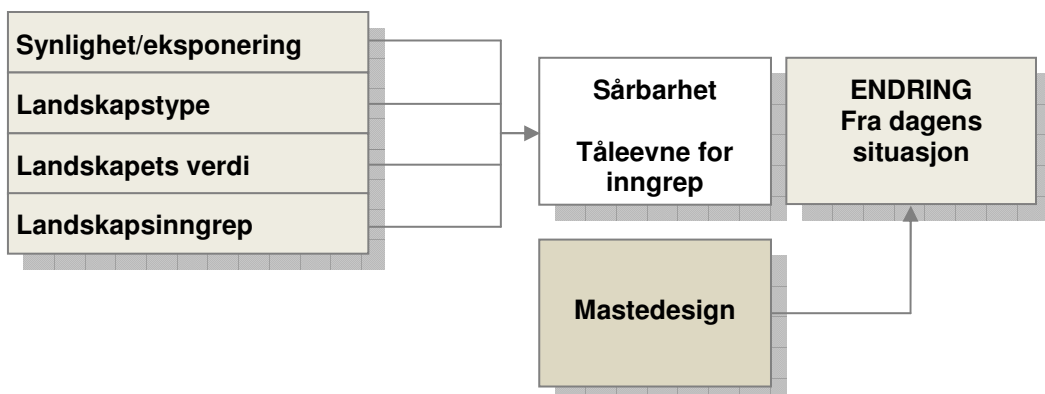 Synlighet/eksponering
Landskapstype
Landskapets verdi
Landskapsinngrep
Sårbarhet
Tåleevne for
inngrep
ENDRING
Fra dagens
situasjon
Mastedesign